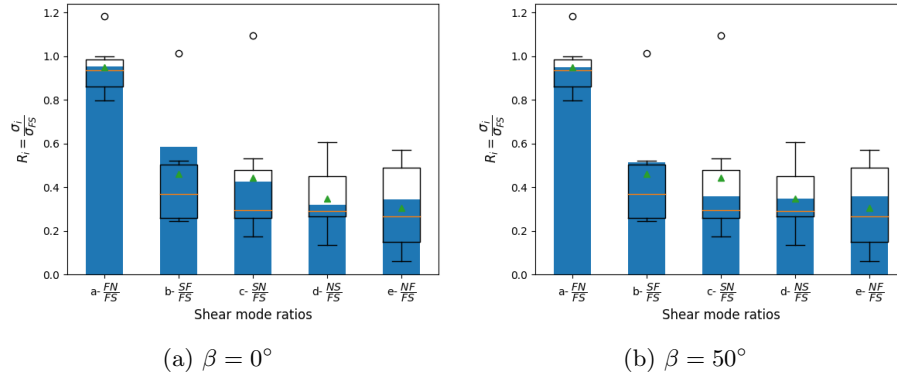 1.2
1.0
0.8
0.6
0.4
0.2
0.0
R_i = σ_i/σ_FS
a- FN/FS
b- SF/FS
c- SN/FS
d- NS/FS
e- NF/FS
Shear mode ratios
(a) β = 0°
1.2
1.0
0.8
0.6
0.4
0.2
0.0
R_i = σ_i/σ_FS
a- FN/FS
b- SF/FS
c- SN/FS
d- NS/FS
e- NF/FS
Shear mode ratios
(b) β = 50°